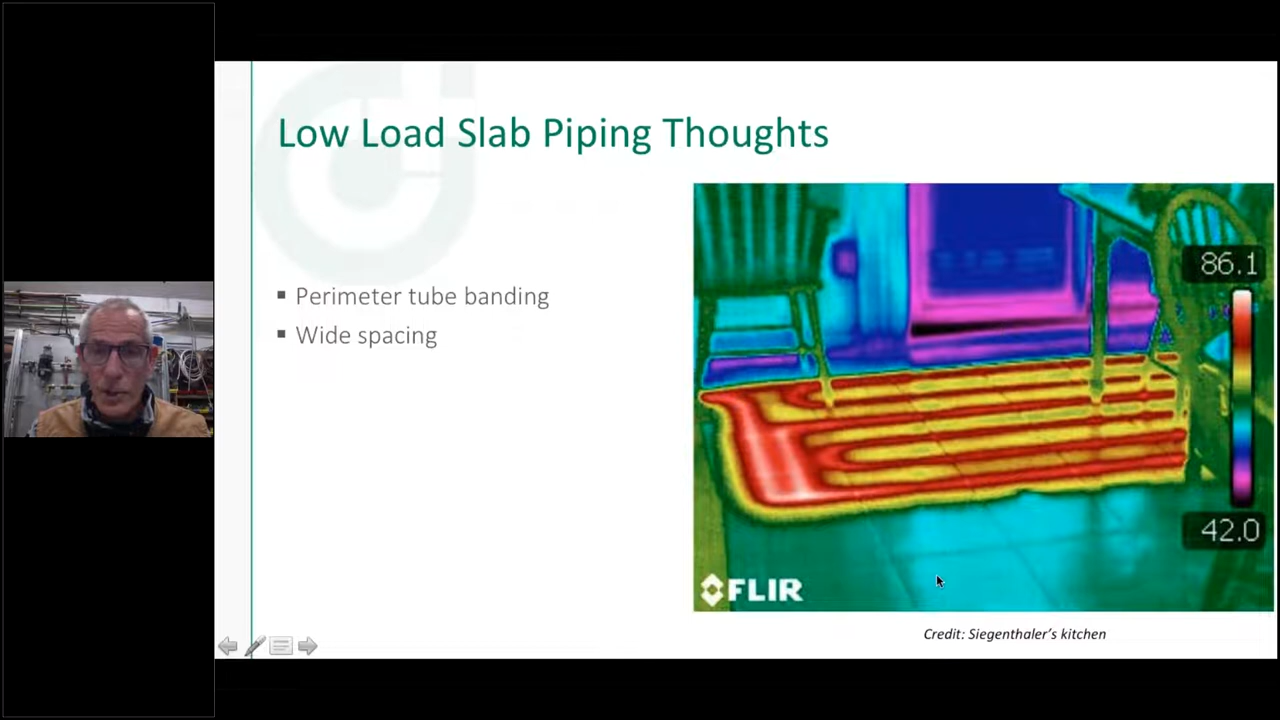 Low Load Slab Piping Thoughts
Perimeter tube banding
Wide spacing
86.1
42.0
FLIR
Credit: Siegenthaler's kitchen